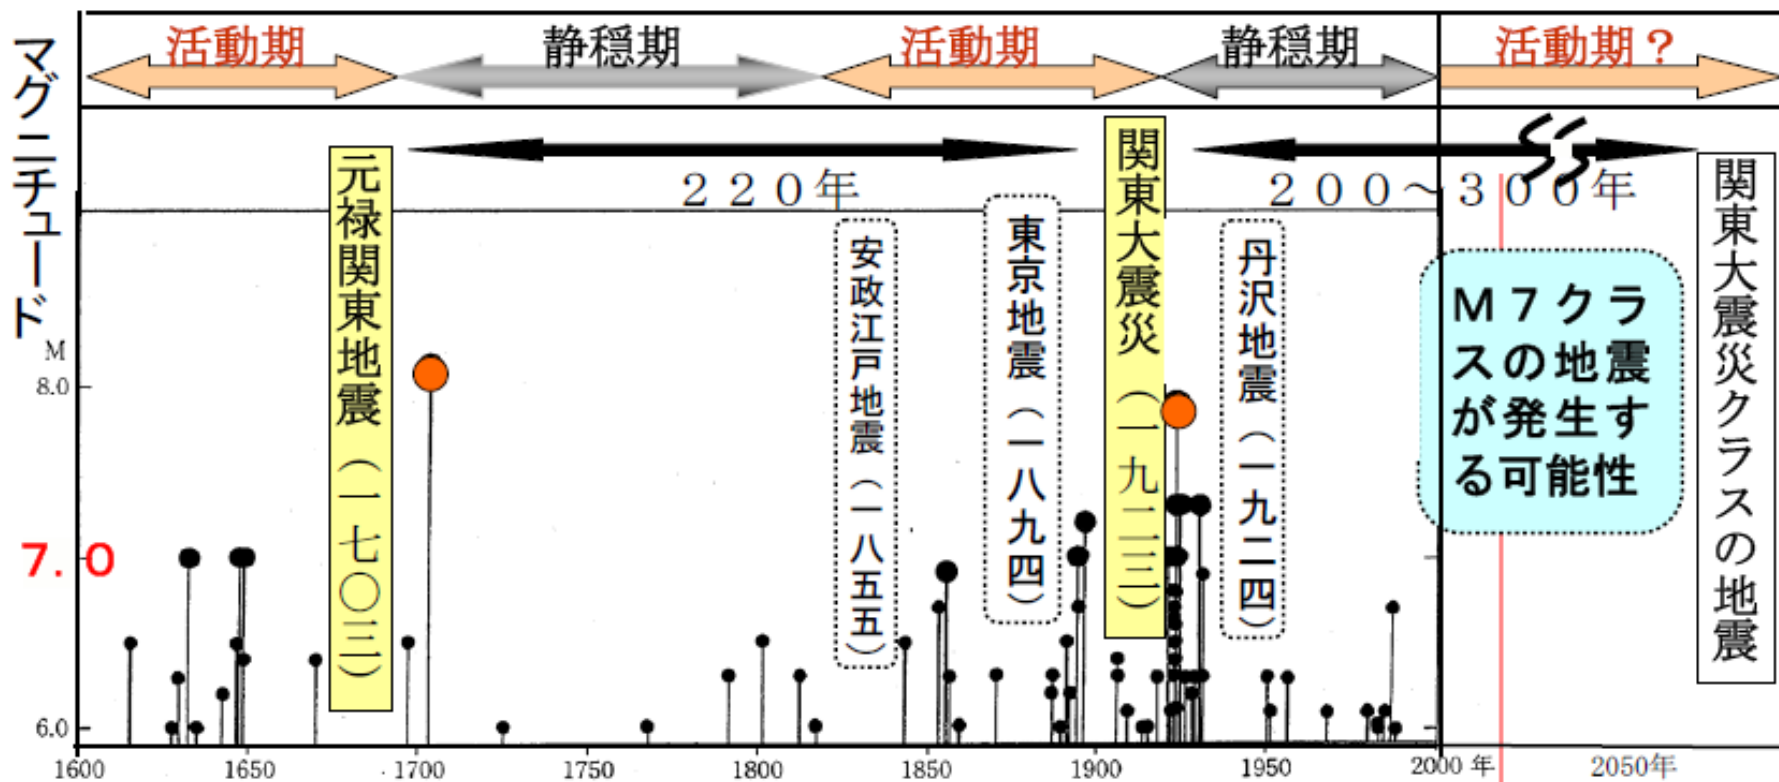 活動期
静穏期
活動期
静穏期
活動期？
マグニチュード
220年
200～300年
元禄関東地震（一七〇三）
安政江戸地震（一八五五）
東京地震（一八九四）
関東大震災（一九二三）
丹沢地震（一九二四）
M7クラ
スの地震
が発生す
る可能性
関東大震災クラスの地震
M
8.0
7.0
6.0
1600
1650
1700
1750
1800
1850
1900
1950
2000 年
2050年